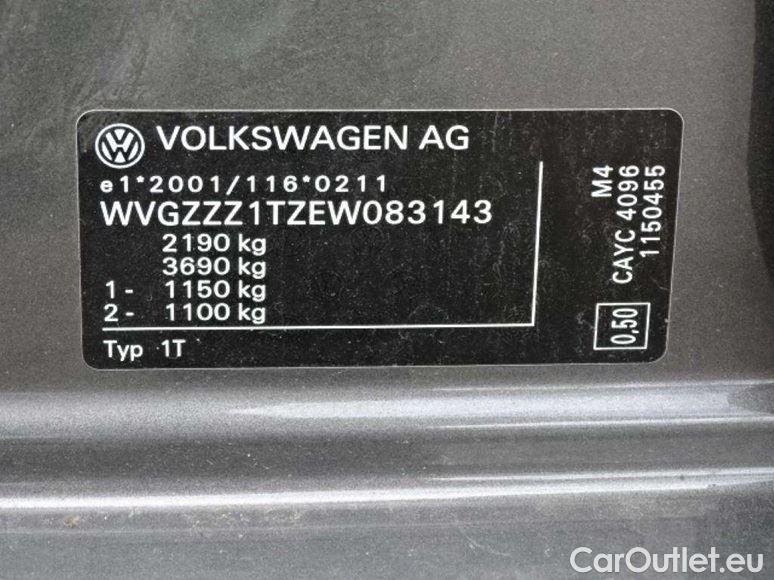 VOLKSWAGEN AG
e1*2001/116*0211
WVGZZZ1TZEW083143
2190 kg
3690 kg
1- 1150 kg
2- 1100 kg
Typ 1T
M4
CAYC 4096
1150455
0,50
CarOutlet.eu